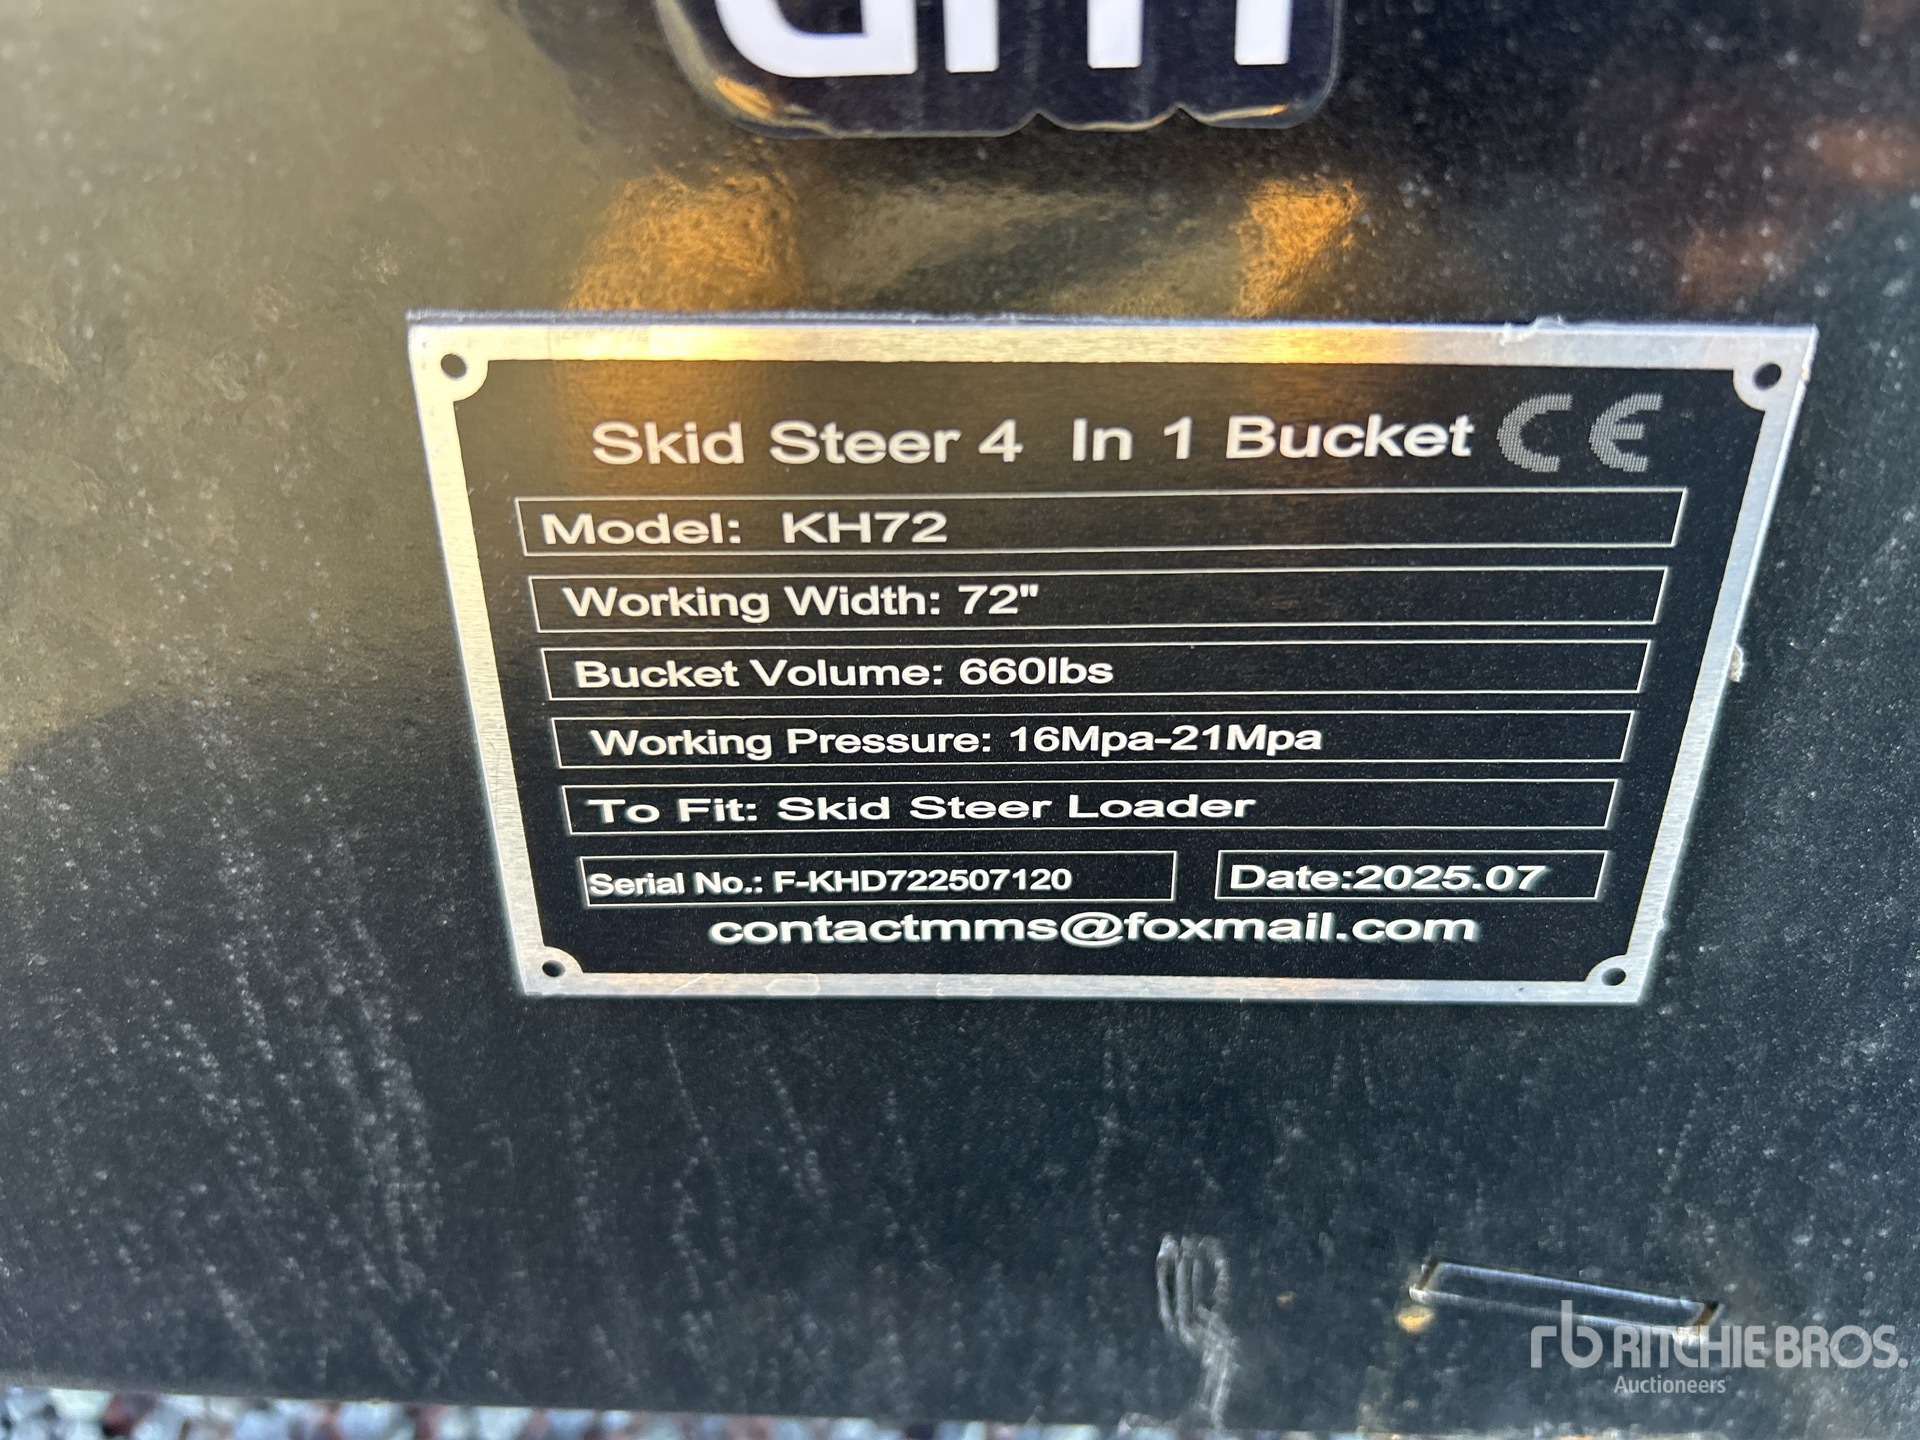 Skid Steer 4 In 1 Bucket CE
Model: KH72
Working Width: 72"
Bucket Volume: 660lbs
Working Pressure: 16Mpa-21Mpa
To Fit: Skid Steer Loader
Serial No.: F-KHD722507120 Date:2025.07
contactmms@foxmail.com
rb RITCHIE BROS.
Auctioneers